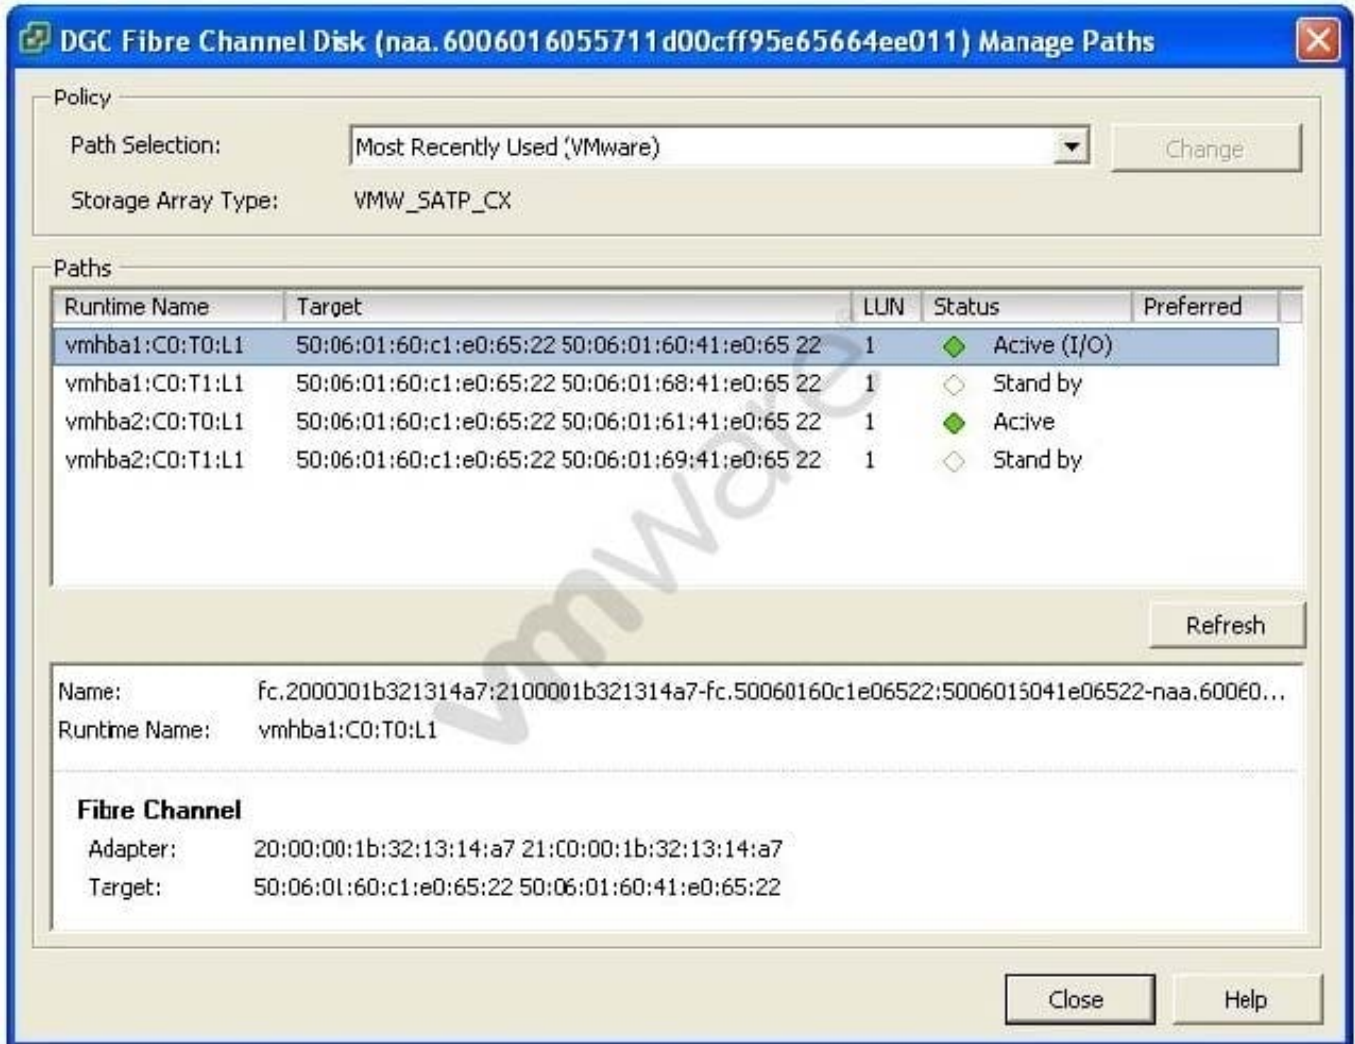 DGC Fibre Channel Disk (naa.6006016055711d00cff95e65664ee011) Manage Paths
Policy
Path Selection: Most Recently Used (VMware) Change
Storage Array Type: VMW_SATP_CX
Paths
Runtime Name Target LUN Status Preferred
vmhba1:C0:T0:L1 50:06:01:60:c1:e0:65:22 50:06:01:60:41:e0:65 22 1 Active (I/O)
vmhba1:C0:T1:L1 50:06:01:60:c1:e0:65:22 50:06:01:68:41:e0:65 22 1 Stand by
vmhba2:C0:T0:L1 50:06:01:60:c1:e0:65:22 50:06:01:61:41:e0:65 22 1 Active
vmhba2:C0:T1:L1 50:06:01:60:c1:e0:65:22 50:06:01:69:41:e0:65 22 1 Stand by
vmware
Refresh
Name: fc.2000001b321314a7:2100001b321314a7-fc.50060160c1e06522:5006016041e06522-naa.60060...
Runtime Name: vmhba1:C0:T0:L1
Fibre Channel
Adapter: 20:00:00:1b:32:13:14:a7 21:00:00:1b:32:13:14:a7
Target: 50:06:01:60:c1:e0:65:22 50:06:01:60:41:e0:65:22
Close Help